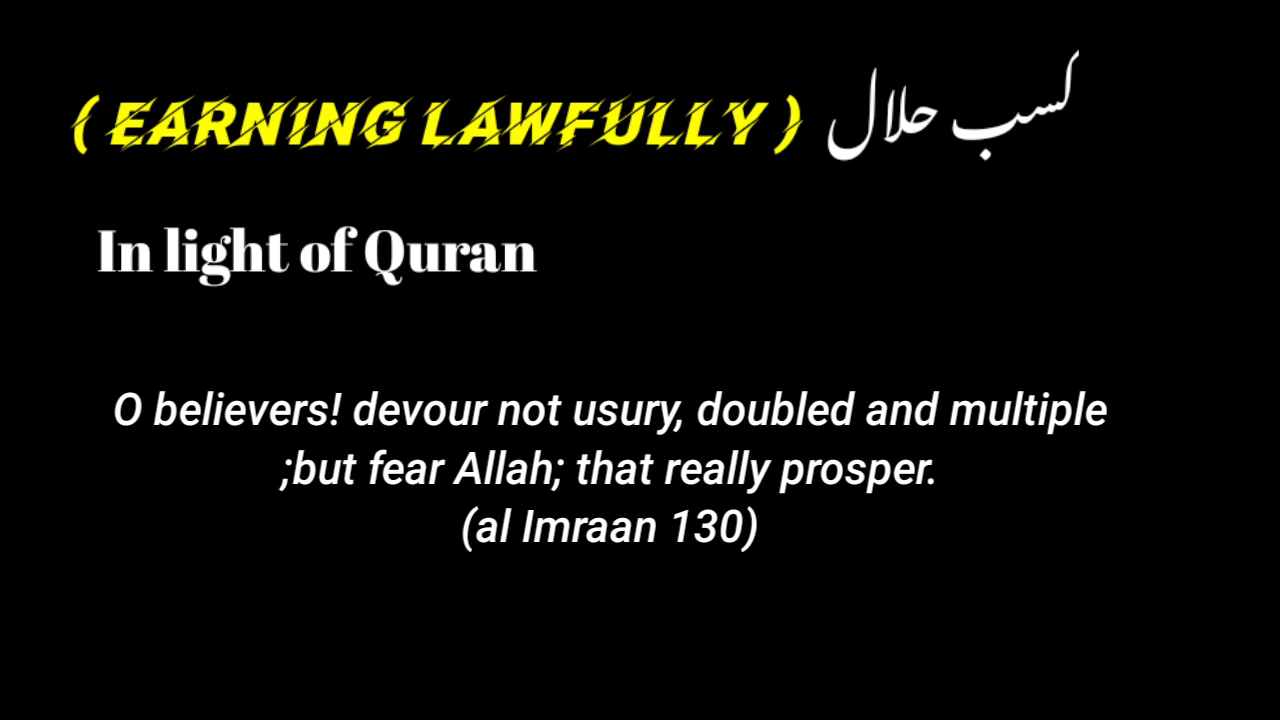 ( EARNING LAWFULLY ) کسب حلال
In light of Quran
O believers! devour not usury, doubled and multiple
;but fear Allah; that really prosper.
(al Imraan 130)